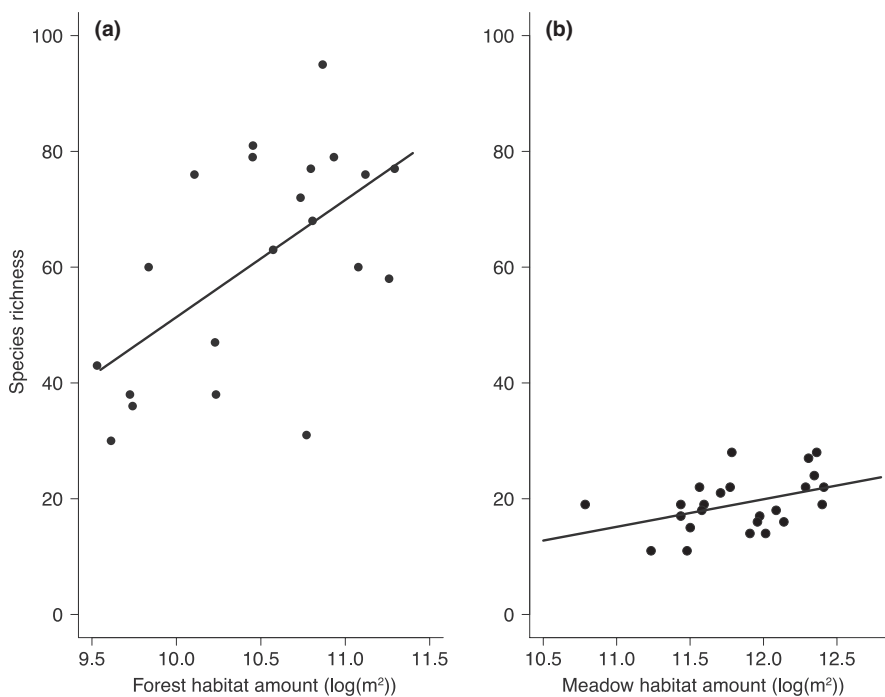 (a)
(b)
Species richness
100
80
60
40
20
0
100
80
60
40
20
0
9.5 10.0 10.5 11.0 11.5
10.5 11.0 11.5 12.0 12.5
Forest habitat amount (log(m²))
Meadow habitat amount (log(m²))